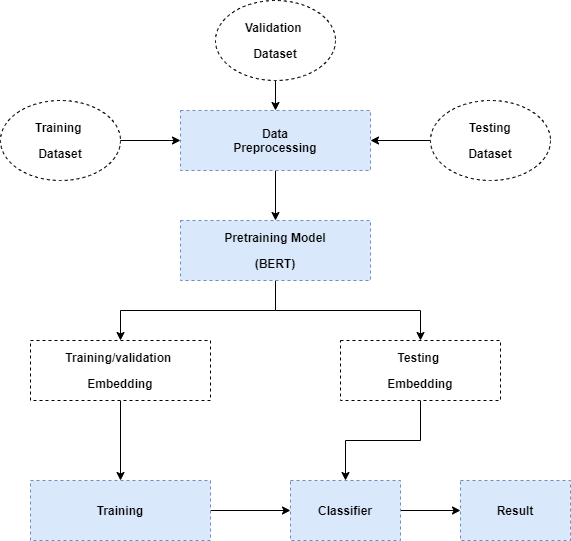 Validation
Dataset
Training
Dataset
Data
Preprocessing
Testing
Dataset
Pretraining Model
(BERT)
Training/validation
Embedding
Testing
Embedding
Training
Classifier
Result